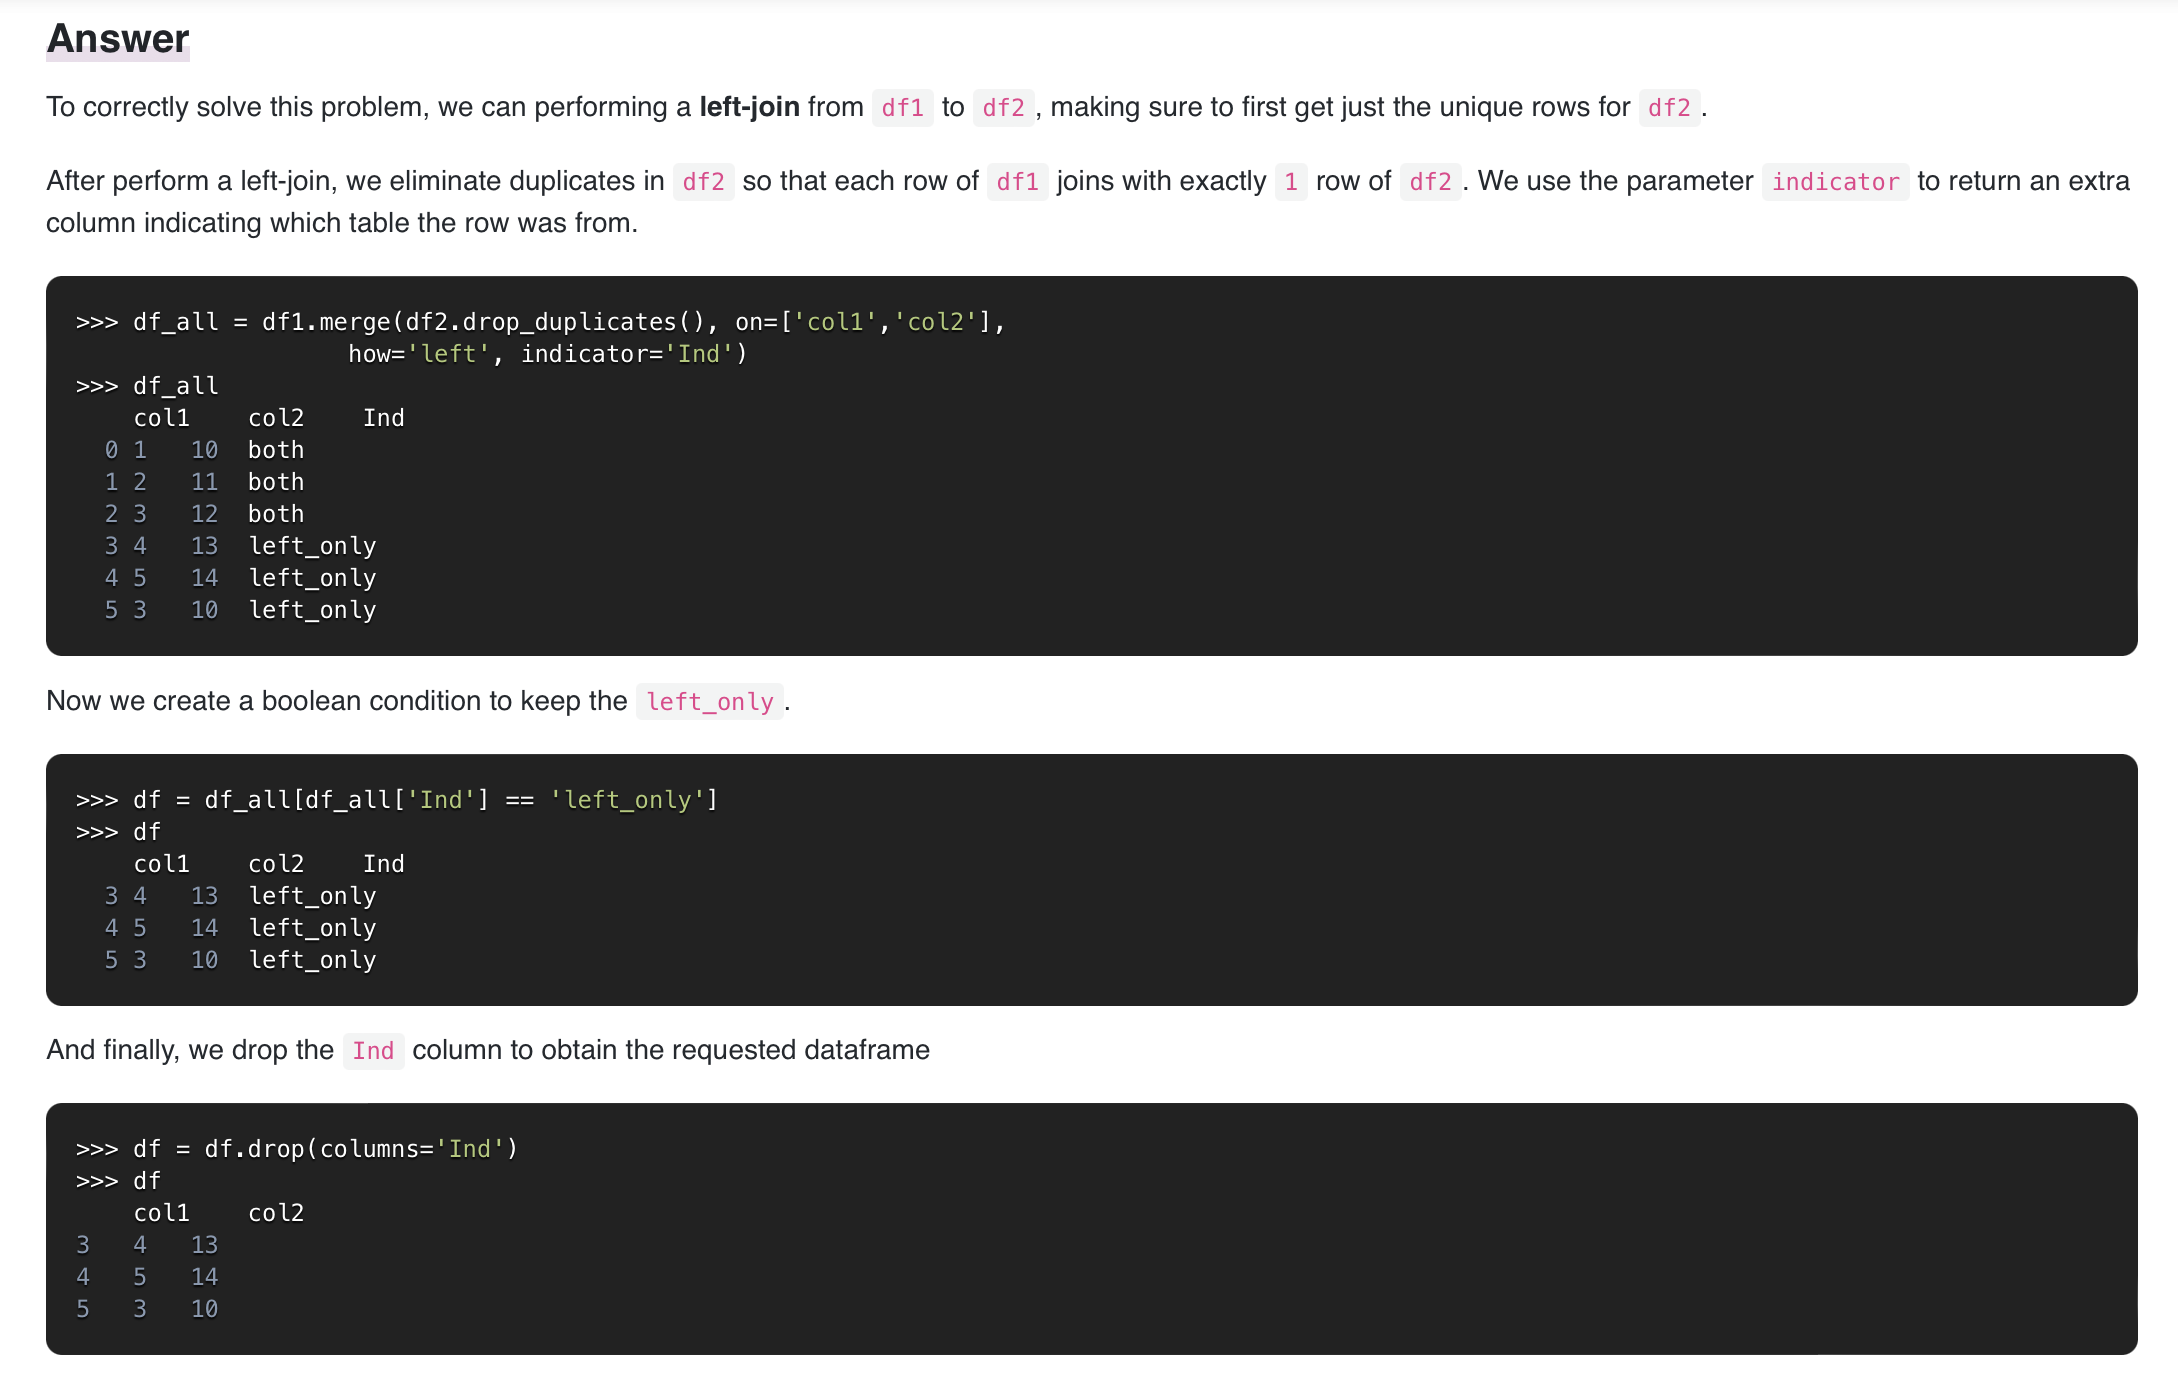 Answer
To correctly solve this problem, we can performing a left-join from df1 to df2, making sure to first get just the unique rows for df2.
After perform a left-join, we eliminate duplicates in df2 so that each row of df1 joins with exactly 1 row of df2. We use the parameter indicator to return an extra
column indicating which table the row was from.
>>> df_all = df1.merge(df2.drop_duplicates(), on=['col1','col2'],
                   how='left', indicator='Ind')
>>> df_all
    col1    col2    Ind
  0 1   10  both
  1 2   11  both
  2 3   12  both
  3 4   13  left_only
  4 5   14  left_only
  5 3   10  left_only
Now we create a boolean condition to keep the left_only.
>>> df = df_all[df_all['Ind'] == 'left_only']
>>> df
    col1    col2    Ind
  3 4   13  left_only
  4 5   14  left_only
  5 3   10  left_only
And finally, we drop the Ind column to obtain the requested dataframe
>>> df = df.drop(columns='Ind')
>>> df
    col1    col2
3   4   13
4   5   14
5   3   10